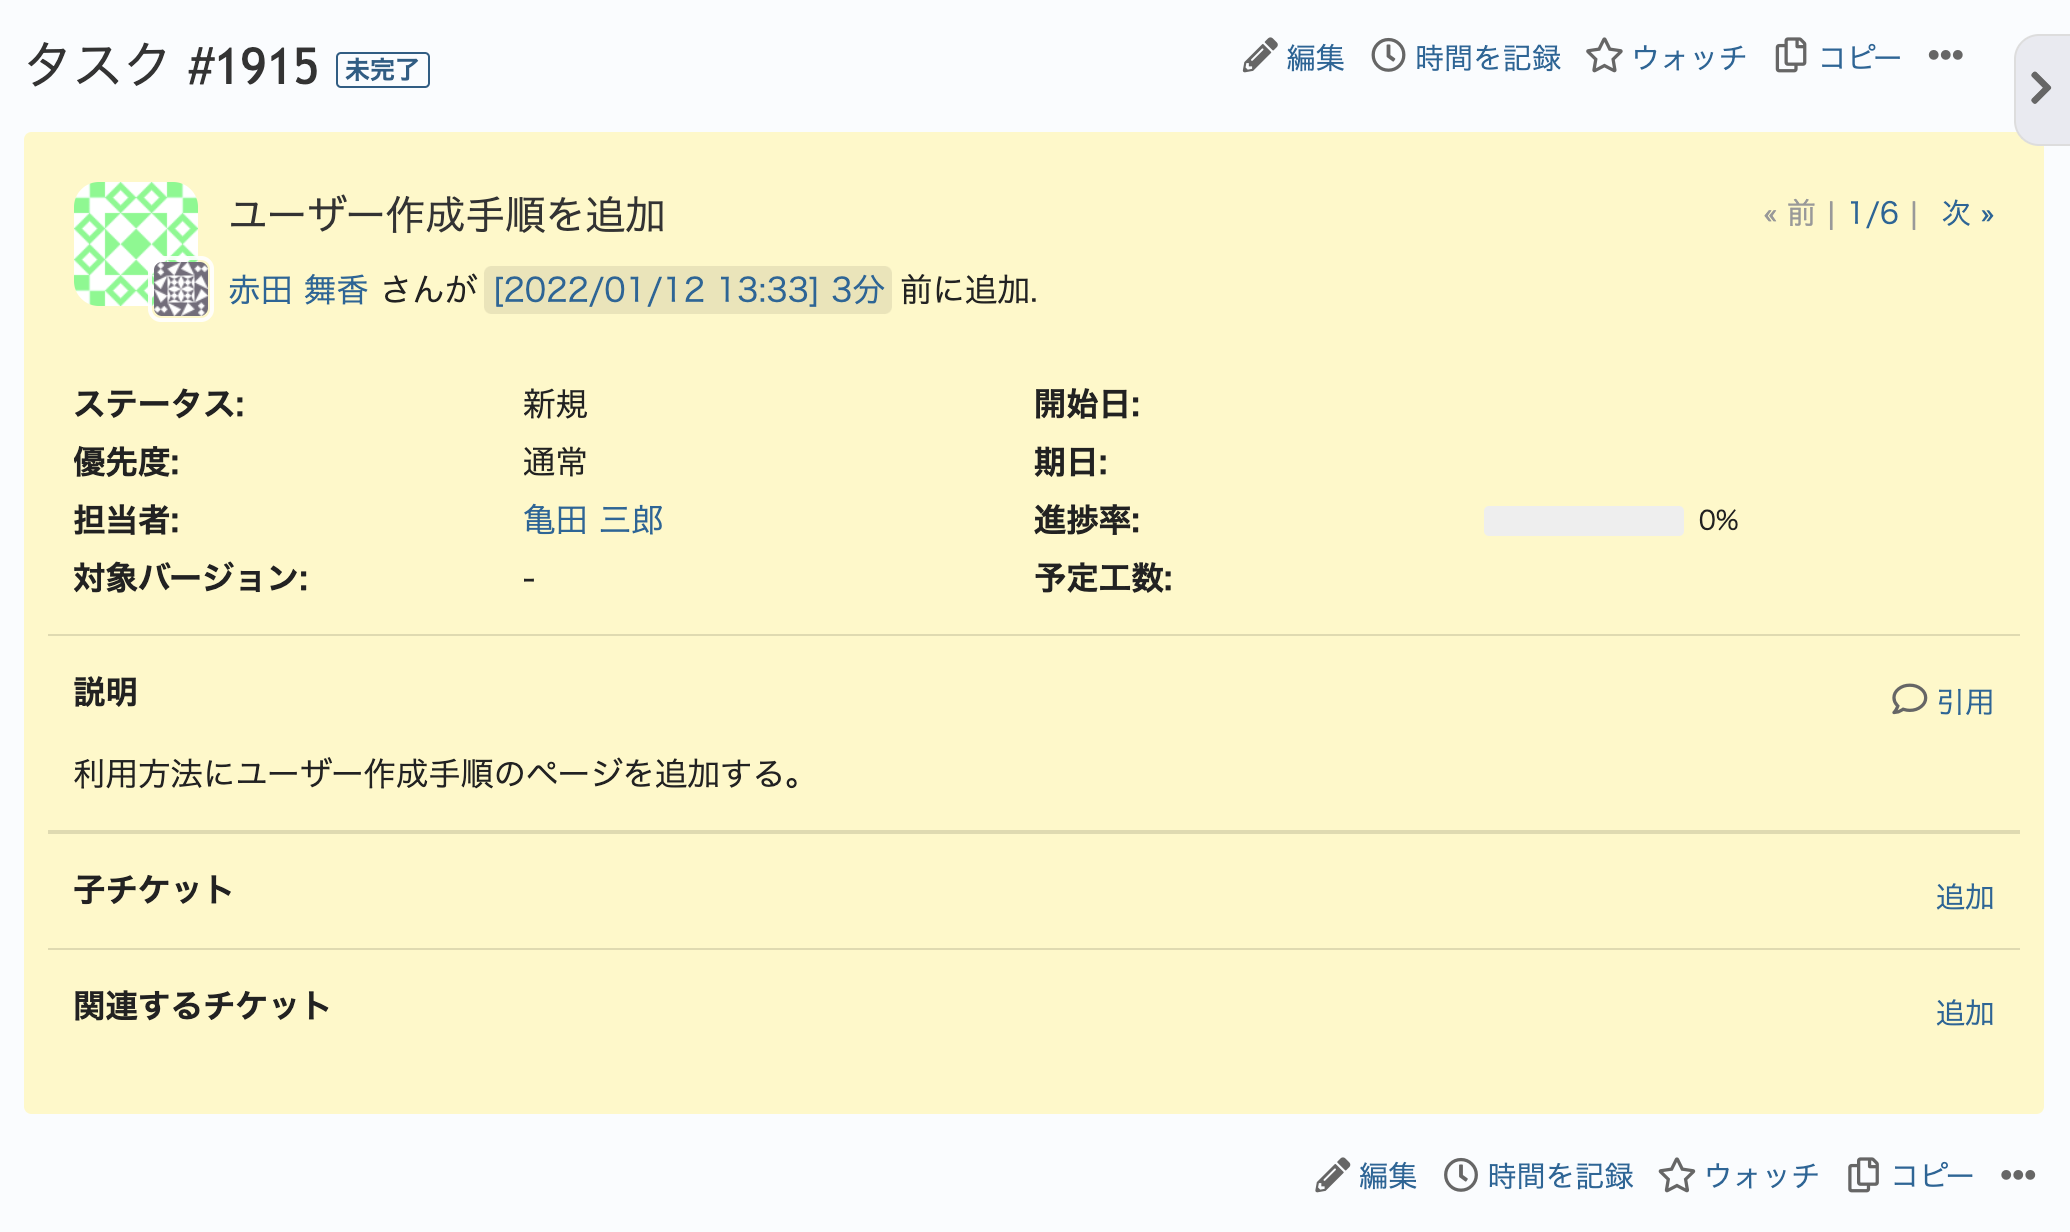 タスク #1915 未完了 編集 時間を記録 ウォッチ コピー •••
ユーザー作成手順を追加 « 前 | 1/6 | 次 »
赤田 舞香 さんが [2022/01/12 13:33] 3分 前に追加.
ステータス: 新規 開始日:
優先度: 通常 期日:
担当者: 亀田 三郎 進捗率: 0%
対象バージョン: - 予定工数:
説明 引用
利用方法にユーザー作成手順のページを追加する。
子チケット 追加
関連するチケット 追加
編集 時間を記録 ウォッチ コピー •••